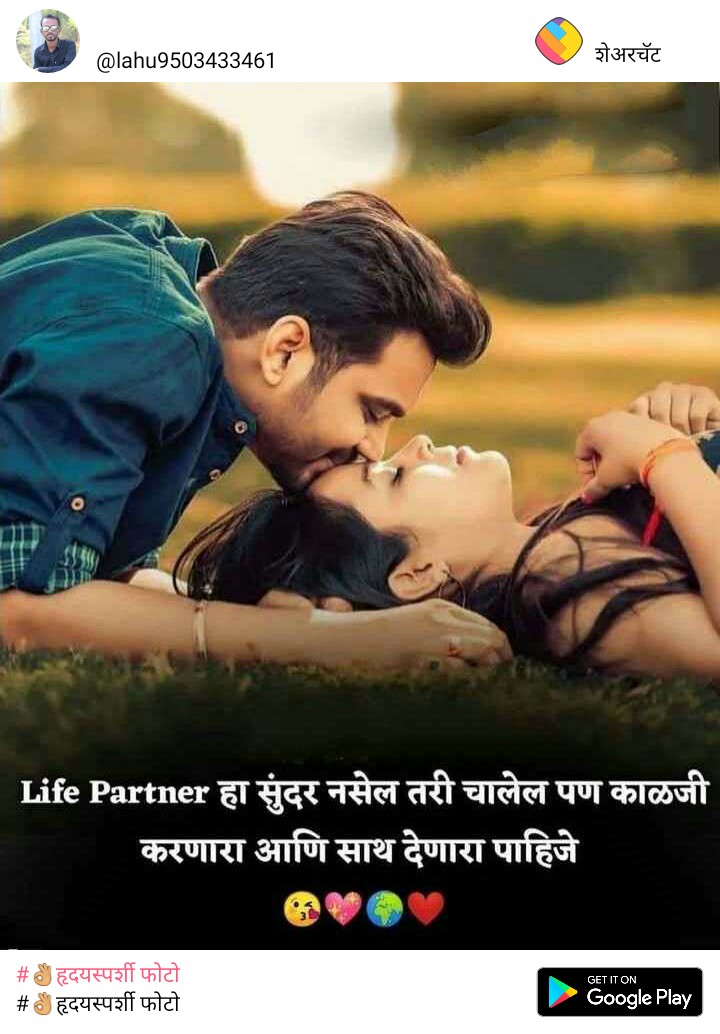 @lahu9503433461
शेअरचॅट
Life Partner हा सुंदर नसेल तरी चालेल पण काळजी
करणारा आणि साथ देणारा पाहिजे
😘💖🌍❤️
#👌🏼हृदयस्पर्शी फोटो
#👌🏼हृदयस्पर्शी फोटो
GET IT ON
Google Play